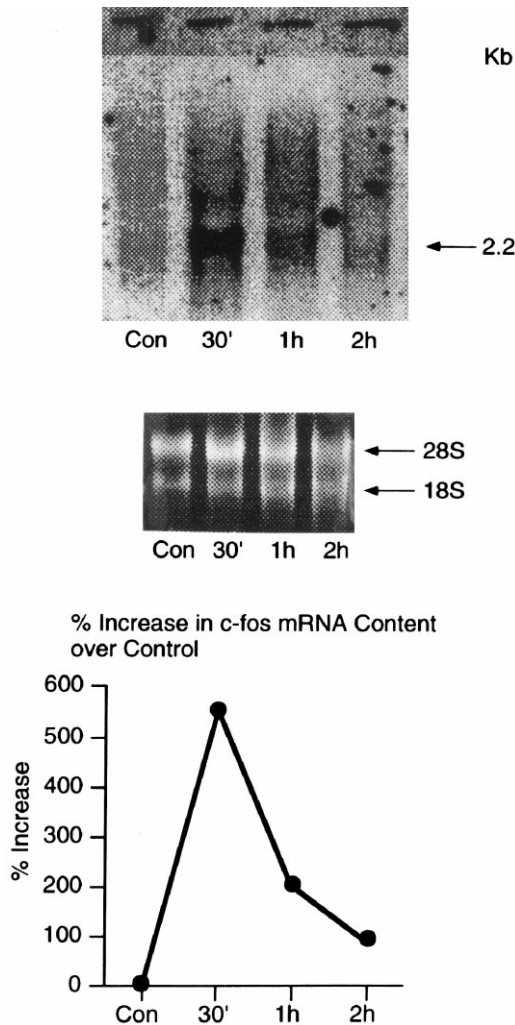 Kb
2.2
Con 30' 1h 2h
28S
18S
Con 30' 1h 2h
% Increase in c-fos mRNA Content
over Control
600
500
400
300
200
100
0
% Increase
Con 30' 1h 2h